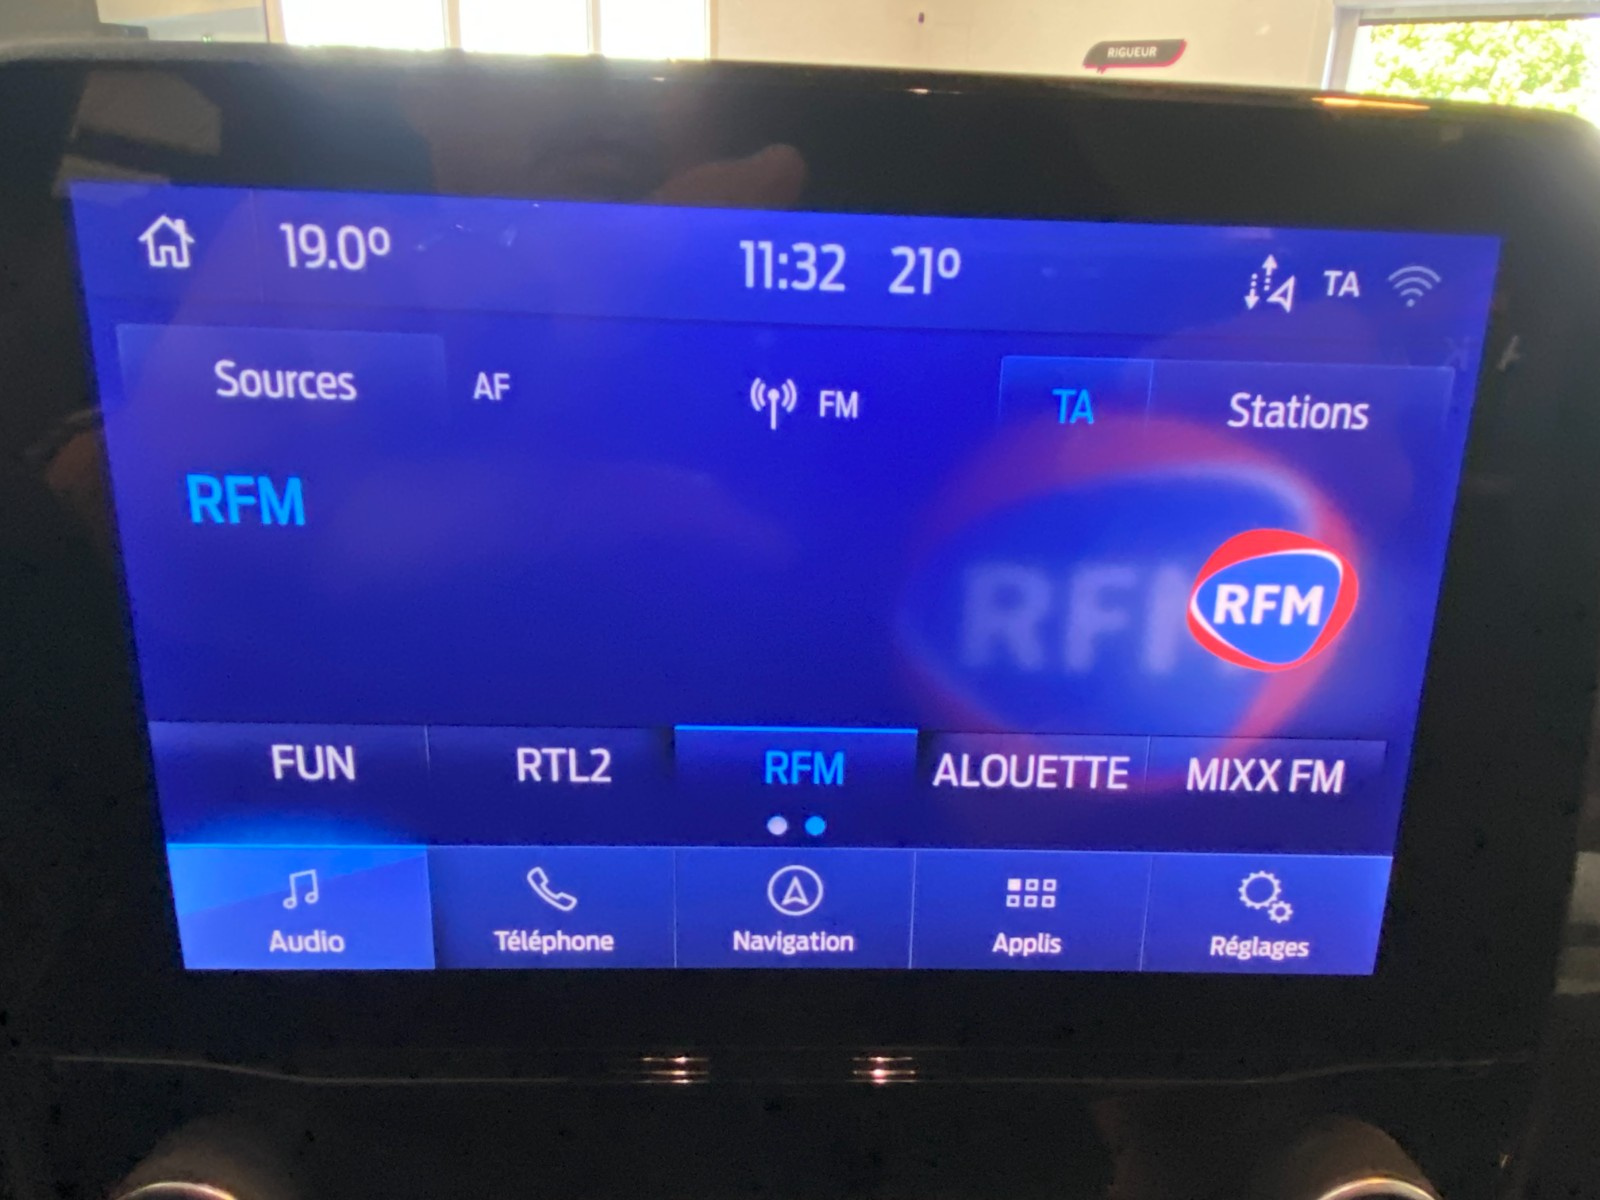 RIGUEUR
19.0° 11:32 21° TA
Sources AF FM TA Stations
RFM
RFM
RFM
FUN RTL2 RFM ALOUETTE MIXX FM
Audio Téléphone Navigation Applis Réglages